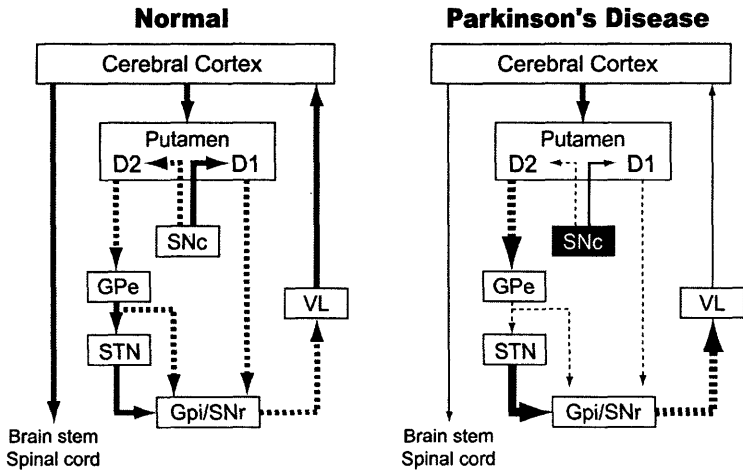 Normal
Cerebral Cortex
Putamen
D2 D1
SNc
GPe
STN
VL
Gpi/SNr
Brain stem
Spinal cord
Parkinson's Disease
Cerebral Cortex
Putamen
D2 D1
SNc
GPe
STN
VL
Gpi/SNr
Brain stem
Spinal cord